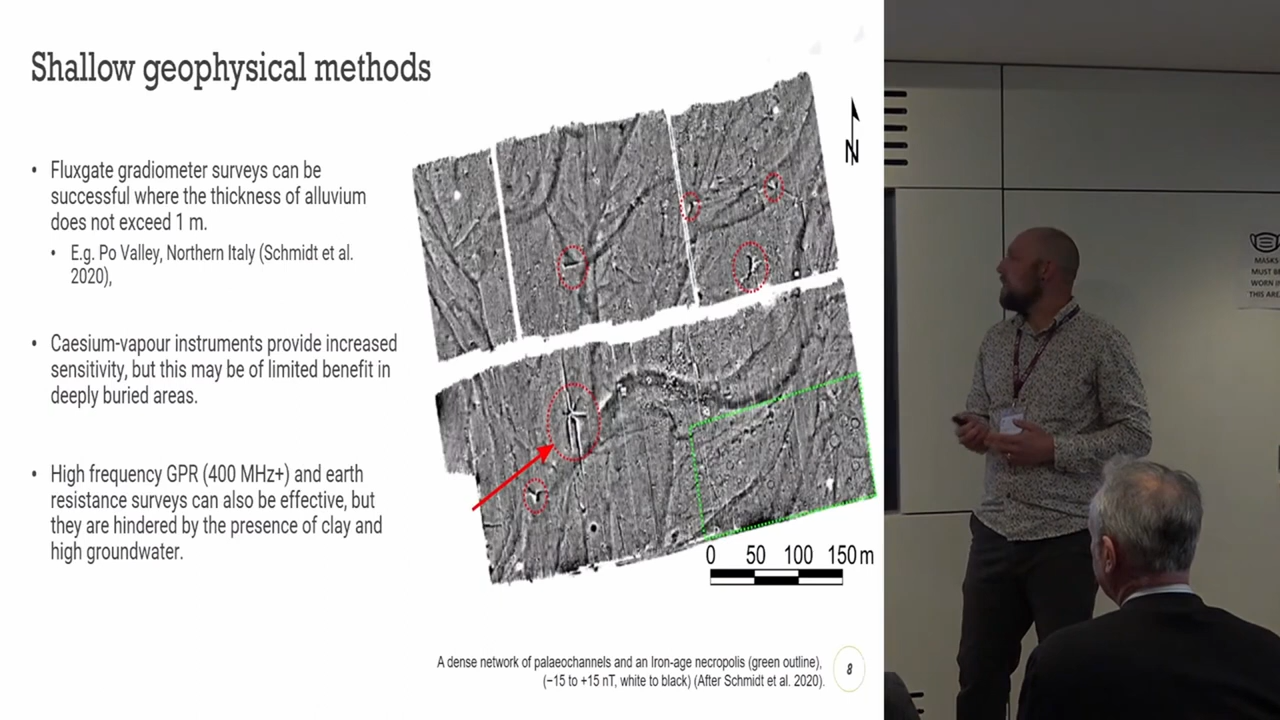 Shallow geophysical methods
• Fluxgate gradiometer surveys can be
successful where the thickness of alluvium
does not exceed 1 m.
• E.g. Po Valley, Northern Italy (Schmidt et al.
2020),
• Caesium-vapour instruments provide increased
sensitivity, but this may be of limited benefit in
deeply buried areas.
• High frequency GPR (400 MHz+) and earth
resistance surveys can also be effective, but
they are hindered by the presence of clay and
high groundwater.
N
0 50 100 150 m
A dense network of palaeochannels and an Iron-age necropolis (green outline),
(−15 to +15 nT, white to black) (After Schmidt et al. 2020).
8
MASKS
MUST BE
WORN IN
THIS AREA